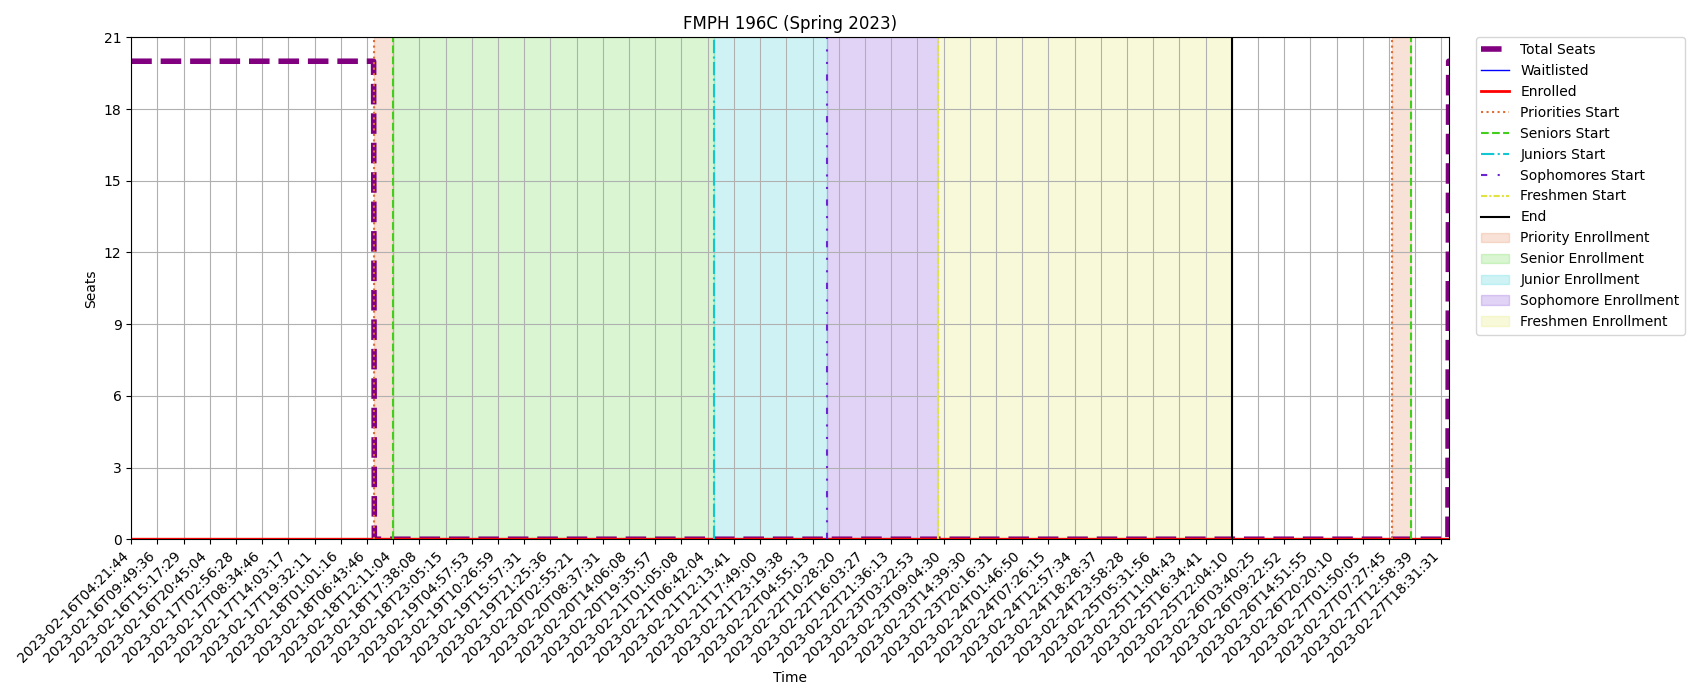 FMPH 196C (Spring 2023)
21
18
15
12
9
6
3
0
Seats
2023-02-16T04:21:44
2023-02-16T09:49:36
2023-02-16T15:17:29
2023-02-16T20:45:04
2023-02-17T02:56:28
2023-02-17T08:34:46
2023-02-17T14:03:17
2023-02-17T19:32:11
2023-02-18T01:01:16
2023-02-18T06:43:46
2023-02-18T12:11:04
2023-02-18T17:38:08
2023-02-18T23:05:15
2023-02-19T04:57:53
2023-02-19T10:26:59
2023-02-19T15:57:31
2023-02-19T21:25:36
2023-02-20T02:55:21
2023-02-20T08:37:31
2023-02-20T14:06:08
2023-02-20T19:35:57
2023-02-21T01:05:08
2023-02-21T06:42:04
2023-02-21T12:13:41
2023-02-21T17:49:00
2023-02-21T23:19:38
2023-02-22T04:55:13
2023-02-22T10:28:20
2023-02-22T16:03:27
2023-02-22T21:36:13
2023-02-23T03:22:53
2023-02-23T09:04:30
2023-02-23T14:39:30
2023-02-23T20:16:31
2023-02-24T01:46:50
2023-02-24T07:26:15
2023-02-24T12:57:34
2023-02-24T18:28:37
2023-02-24T23:58:28
2023-02-25T05:31:56
2023-02-25T11:04:43
2023-02-25T16:34:41
2023-02-25T22:04:10
2023-02-26T03:40:25
2023-02-26T09:22:52
2023-02-26T14:51:55
2023-02-26T20:20:10
2023-02-27T01:50:05
2023-02-27T07:27:45
2023-02-27T12:58:39
2023-02-27T18:31:31
Time
Total Seats
Waitlisted
Enrolled
Priorities Start
Seniors Start
Juniors Start
Sophomores Start
Freshmen Start
End
Priority Enrollment
Senior Enrollment
Junior Enrollment
Sophomore Enrollment
Freshmen Enrollment